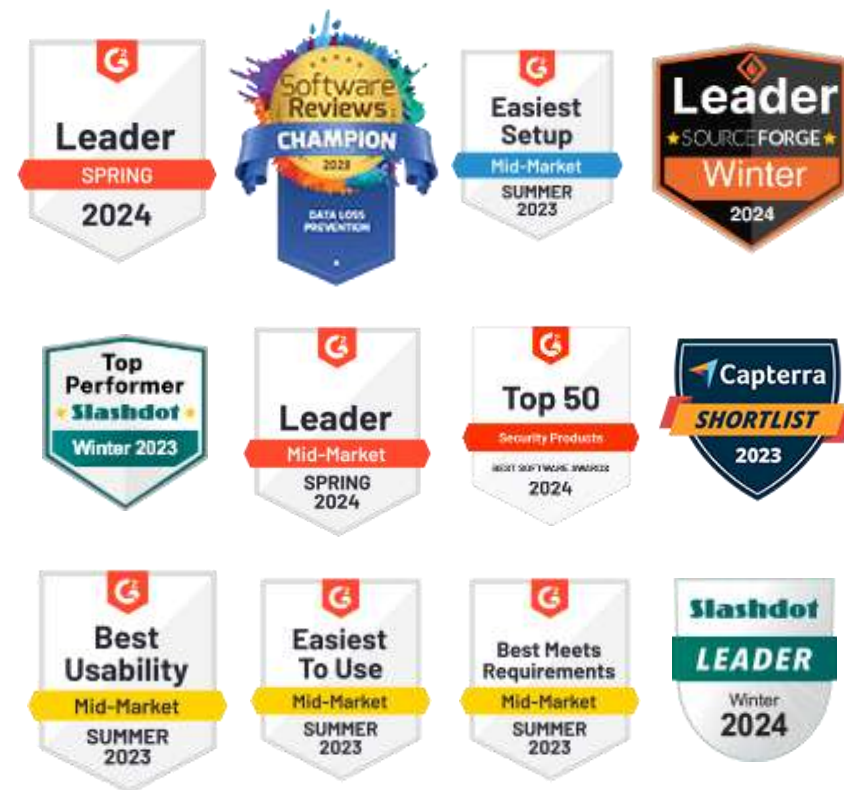 Leader
SPRING
2024
Software
Reviews
CHAMPION
2023
DATA LOSS
PREVENTION
Easiest
Setup
Mid-Market
SUMMER
2023
Leader
SOURCEFORGE
Winter
2024
Top
Performer
Slashdot
Winter 2023
Leader
Mid-Market
SPRING
2024
Top 50
Security Products
BEST SOFTWARE AWARDS
2024
Capterra
SHORTLIST
2023
Best
Usability
Mid-Market
SUMMER
2023
Easiest
To Use
Mid-Market
SUMMER
2023
Best Meets
Requirements
Mid-Market
SUMMER
2023
Slashdot
LEADER
Winter
2024